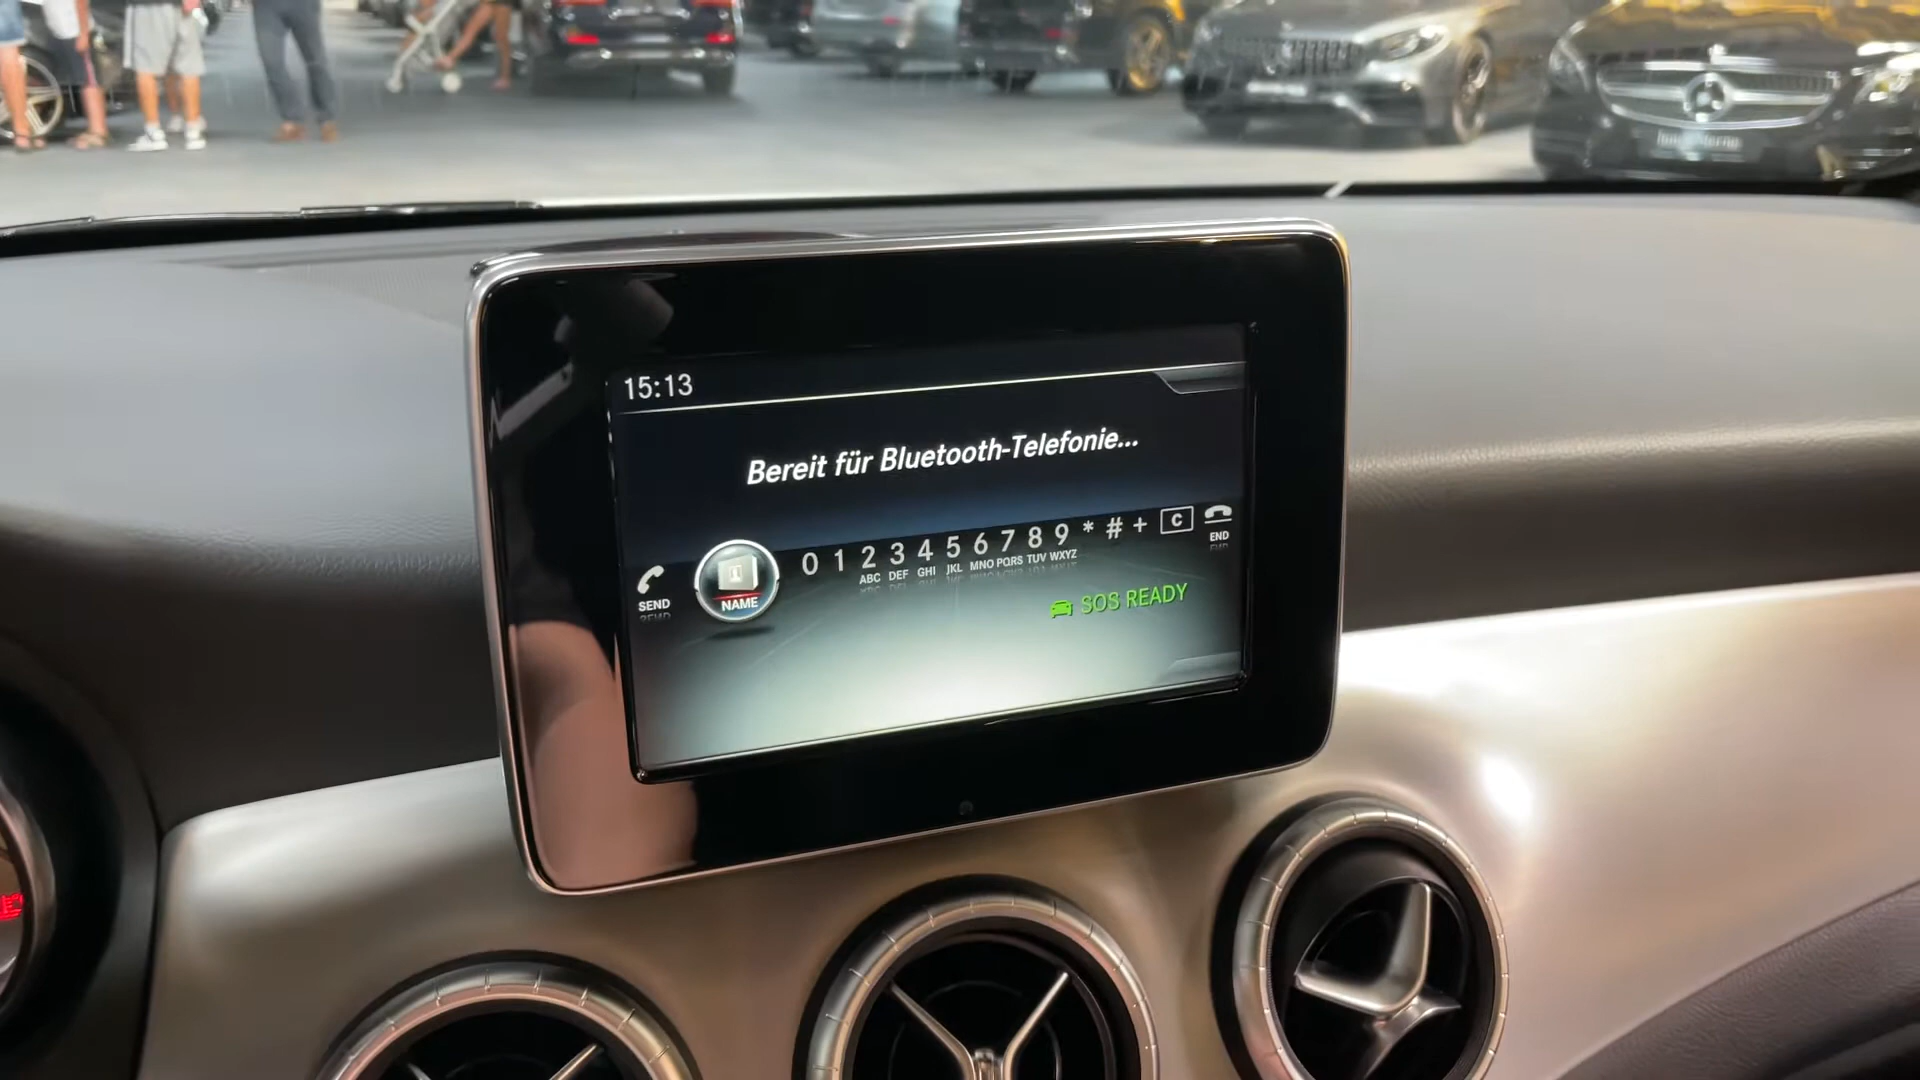 15:13
Bereit für Bluetooth-Telefonie...
SEND
NAME
0 1 2 3 4 5 6 7 8 9 * # + C
ABC DEF GHI JKL MNO PQRS TUV WXYZ
END
SOS READY